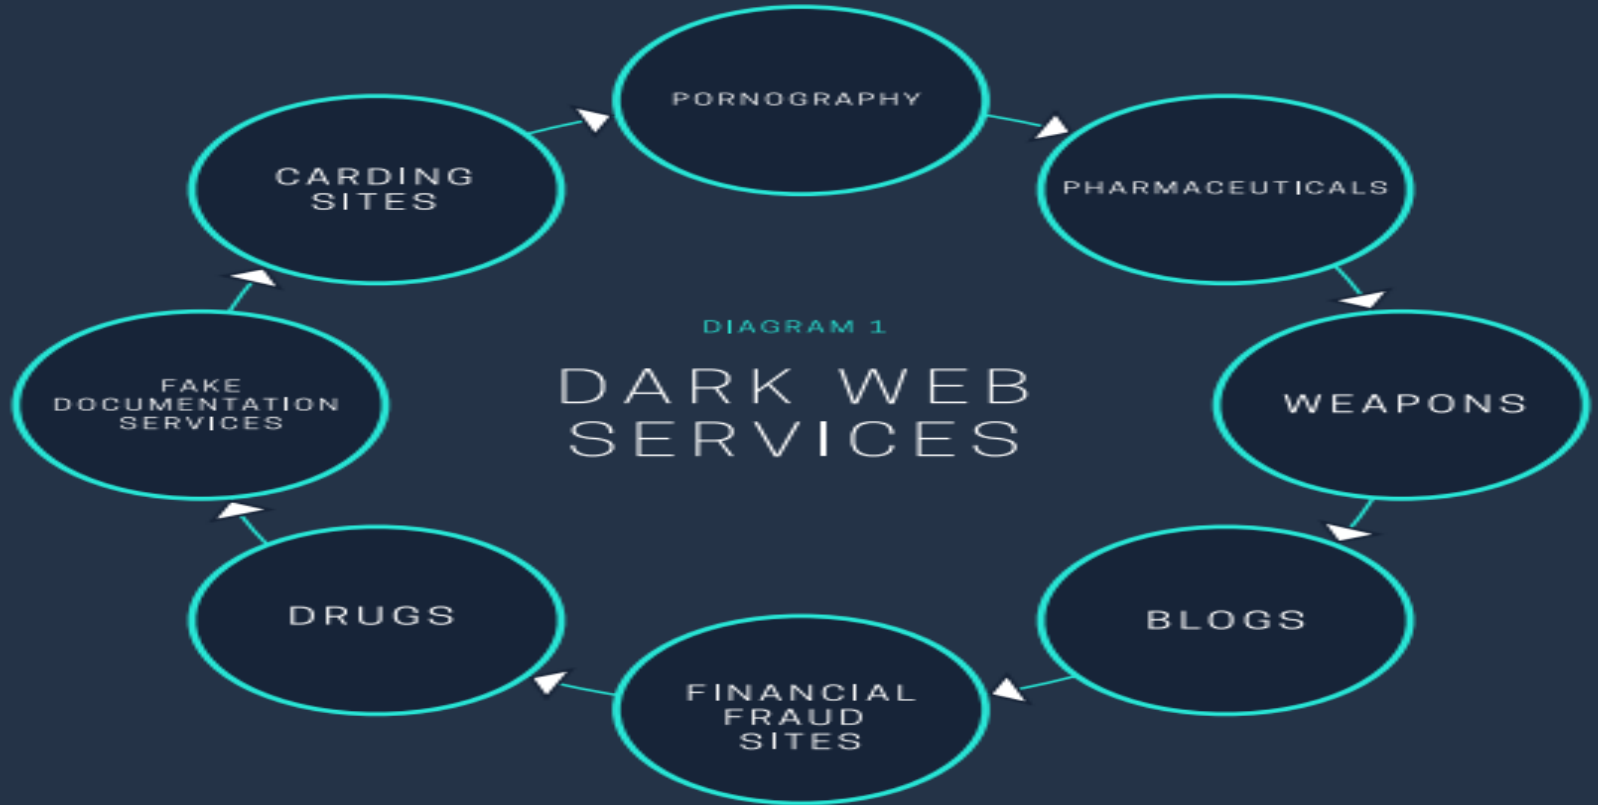 PORNOGRAPHY
PHARMACEUTICALS
WEAPONS
BLOGS
FINANCIAL
FRAUD
SITES
DRUGS
FAKE
DOCUMENTATION
SERVICES
CARDING
SITES
DIAGRAM 1
DARK WEB
SERVICES